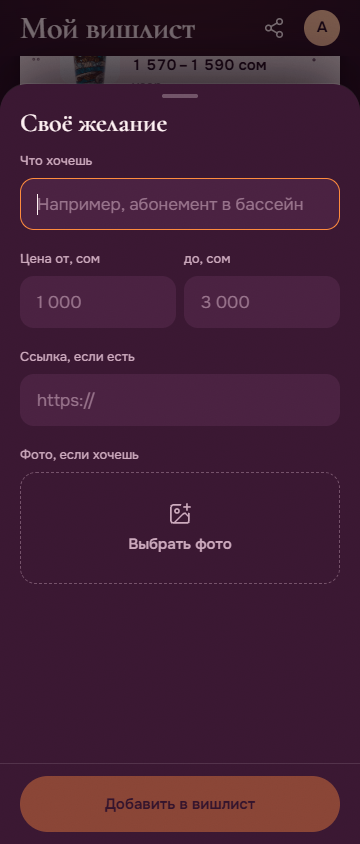 Мой вишлист
А
1 570 – 1 590 сом
Своё желание
Что хочешь
Например, абонемент в бассейн
Цена от, сом
до, сом
1 000
3 000
Ссылка, если есть
https://
Фото, если хочешь
Выбрать фото
Добавить в вишлист